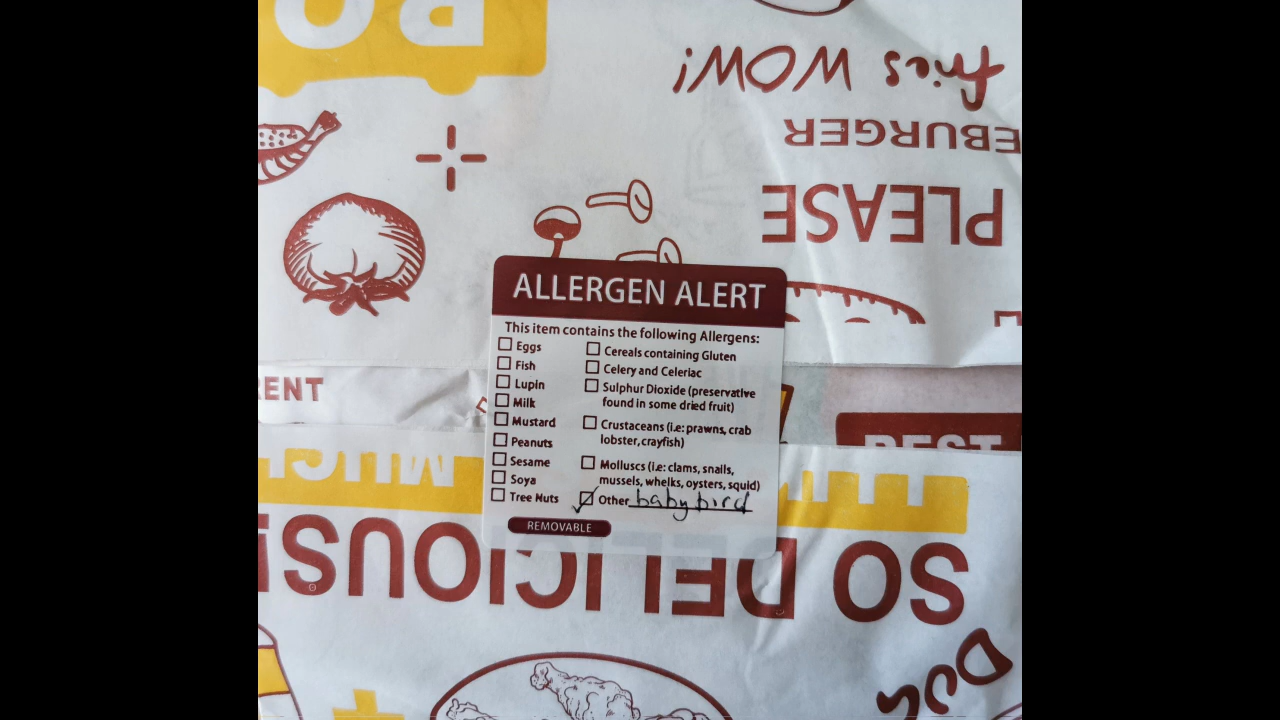 RO
fries WOW!
EBURGER
PLEASE
ALLERGEN ALERT
This item contains the following Allergens:
Eggs
Fish
Lupin
Milk
Mustard
Peanuts
Sesame
Soya
Tree Nuts
Cereals containing Gluten
Celery and Celeriac
Sulphur Dioxide (preservative
found in some dried fruit)
Crustaceans (i.e: prawns, crab
lobster, crayfish)
Molluscs (i.e: clams, snails,
mussels, whelks, oysters, squid)
Other baby bird
REMOVABLE
RENT
BEST
SO DELICIOUS!